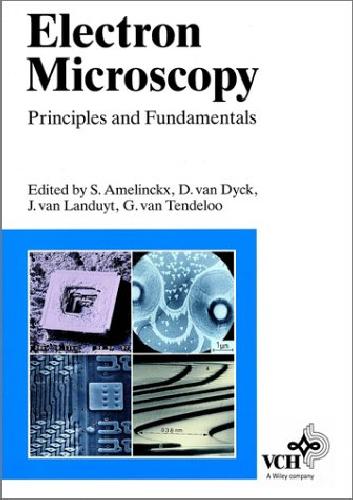 Electron
Microscopy
Principles and Fundamentals
Edited by S. Amelinckx, D. van Dyck,
J. van Landuyt, G. van Tendeloo
1µm
VCH
A Wiley company